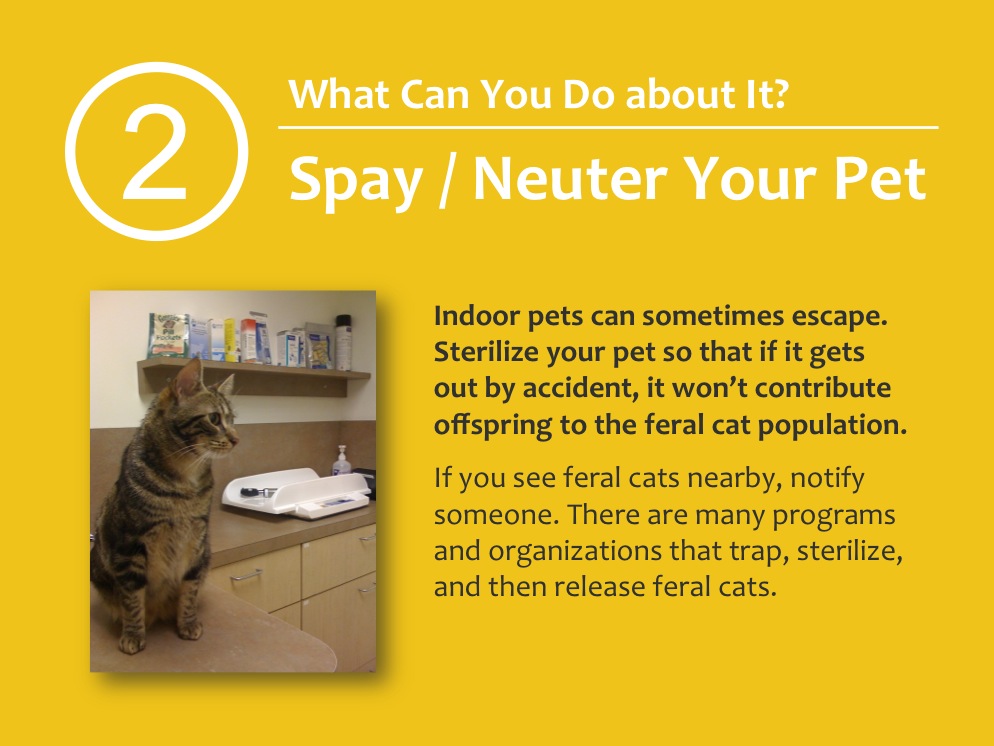 2
What Can You Do about It?
Spay / Neuter Your Pet
Indoor pets can sometimes escape.
Sterilize your pet so that if it gets
out by accident, it won’t contribute
offspring to the feral cat population.
If you see feral cats nearby, notify
someone. There are many programs
and organizations that trap, sterilize,
and then release feral cats.
Pill
Pockets